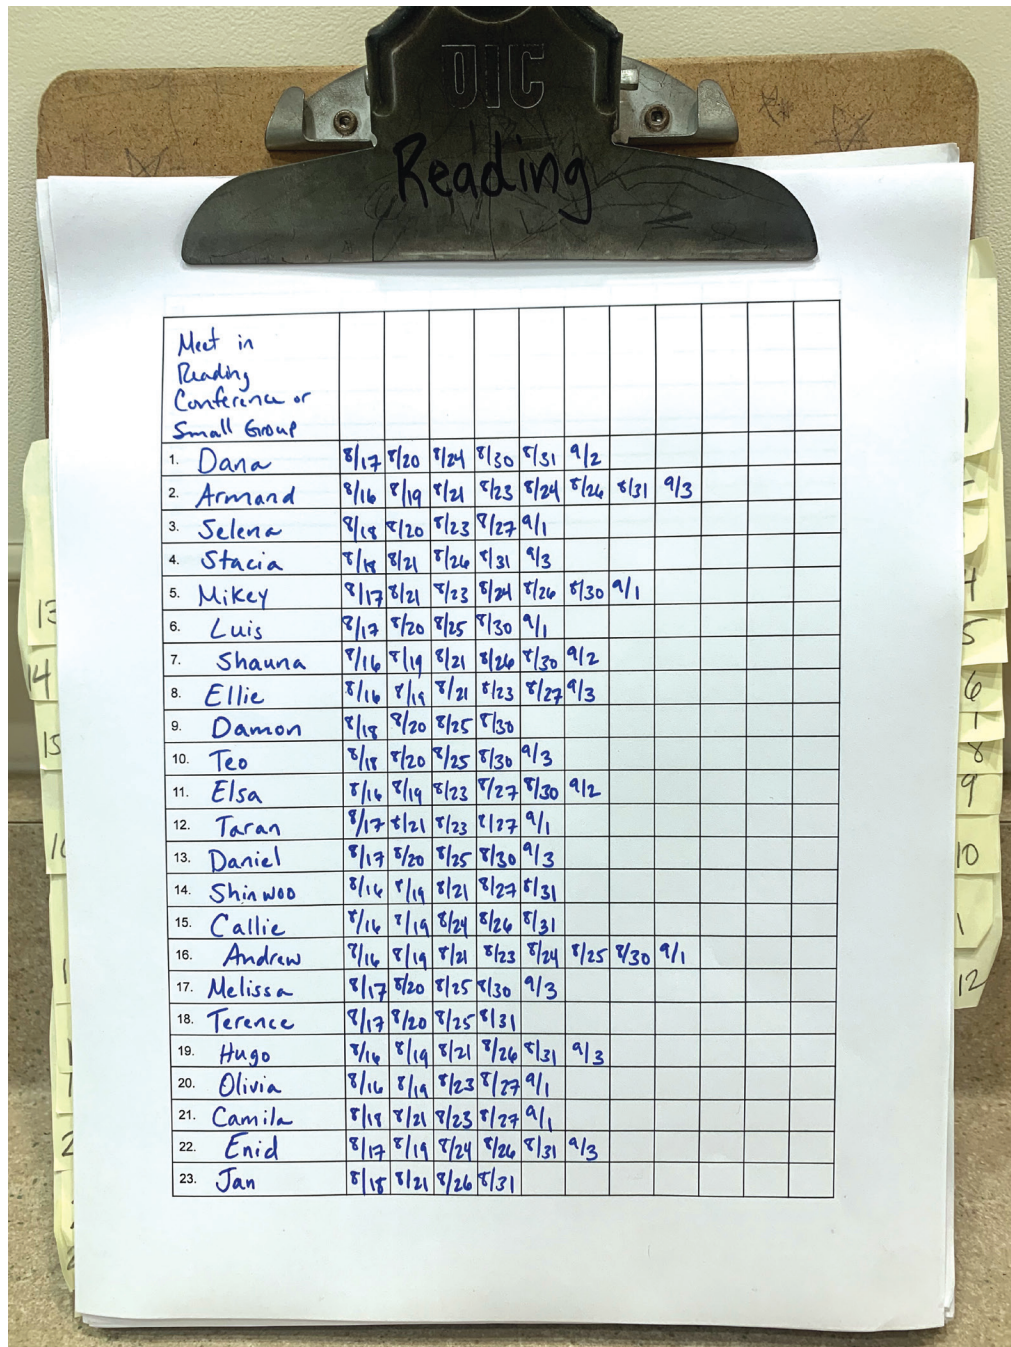 DIC
Reading
Meet in
Reading
Conference or
Small Group
1. Dana 8/17 8/20 8/24 8/30 8/31 9/2
2. Armand 8/16 8/19 8/21 8/23 8/24 8/26 8/31 9/3
3. Selena 8/18 8/20 8/23 8/27 9/1
4. Stacia 8/18 8/21 8/26 8/31 9/3
5. Mikey 8/17 8/21 8/23 8/24 8/26 8/30 9/1
6. Luis 8/17 8/20 8/25 8/30 9/1
7. Shauna 8/16 8/19 8/21 8/26 8/30 9/2
8. Ellie 8/16 8/19 8/21 8/23 8/27 9/3
9. Damon 8/18 8/20 8/25 8/30
10. Teo 8/18 8/20 8/25 8/30 9/3
11. Elsa 8/16 8/19 8/23 8/27 8/30 9/2
12. Taran 8/17 8/21 8/23 8/27 9/1
13. Daniel 8/17 8/20 8/25 8/30 9/3
14. Shinwoo 8/16 8/19 8/21 8/27 8/31
15. Callie 8/16 8/19 8/24 8/26 8/31
16. Andrew 8/16 8/19 8/21 8/23 8/24 8/25 8/30 9/1
17. Melissa 8/17 8/20 8/25 8/30 9/3
18. Terence 8/17 8/20 8/25 8/31
19. Hugo 8/16 8/19 8/21 8/26 8/31 9/3
20. Olivia 8/16 8/19 8/23 8/27 9/1
21. Camila 8/18 8/21 8/23 8/27 9/1
22. Enid 8/17 8/19 8/24 8/26 8/31 9/3
23. Jan 8/18 8/21 8/26 8/31
13
14
15
4
5
6
8
9
10
12